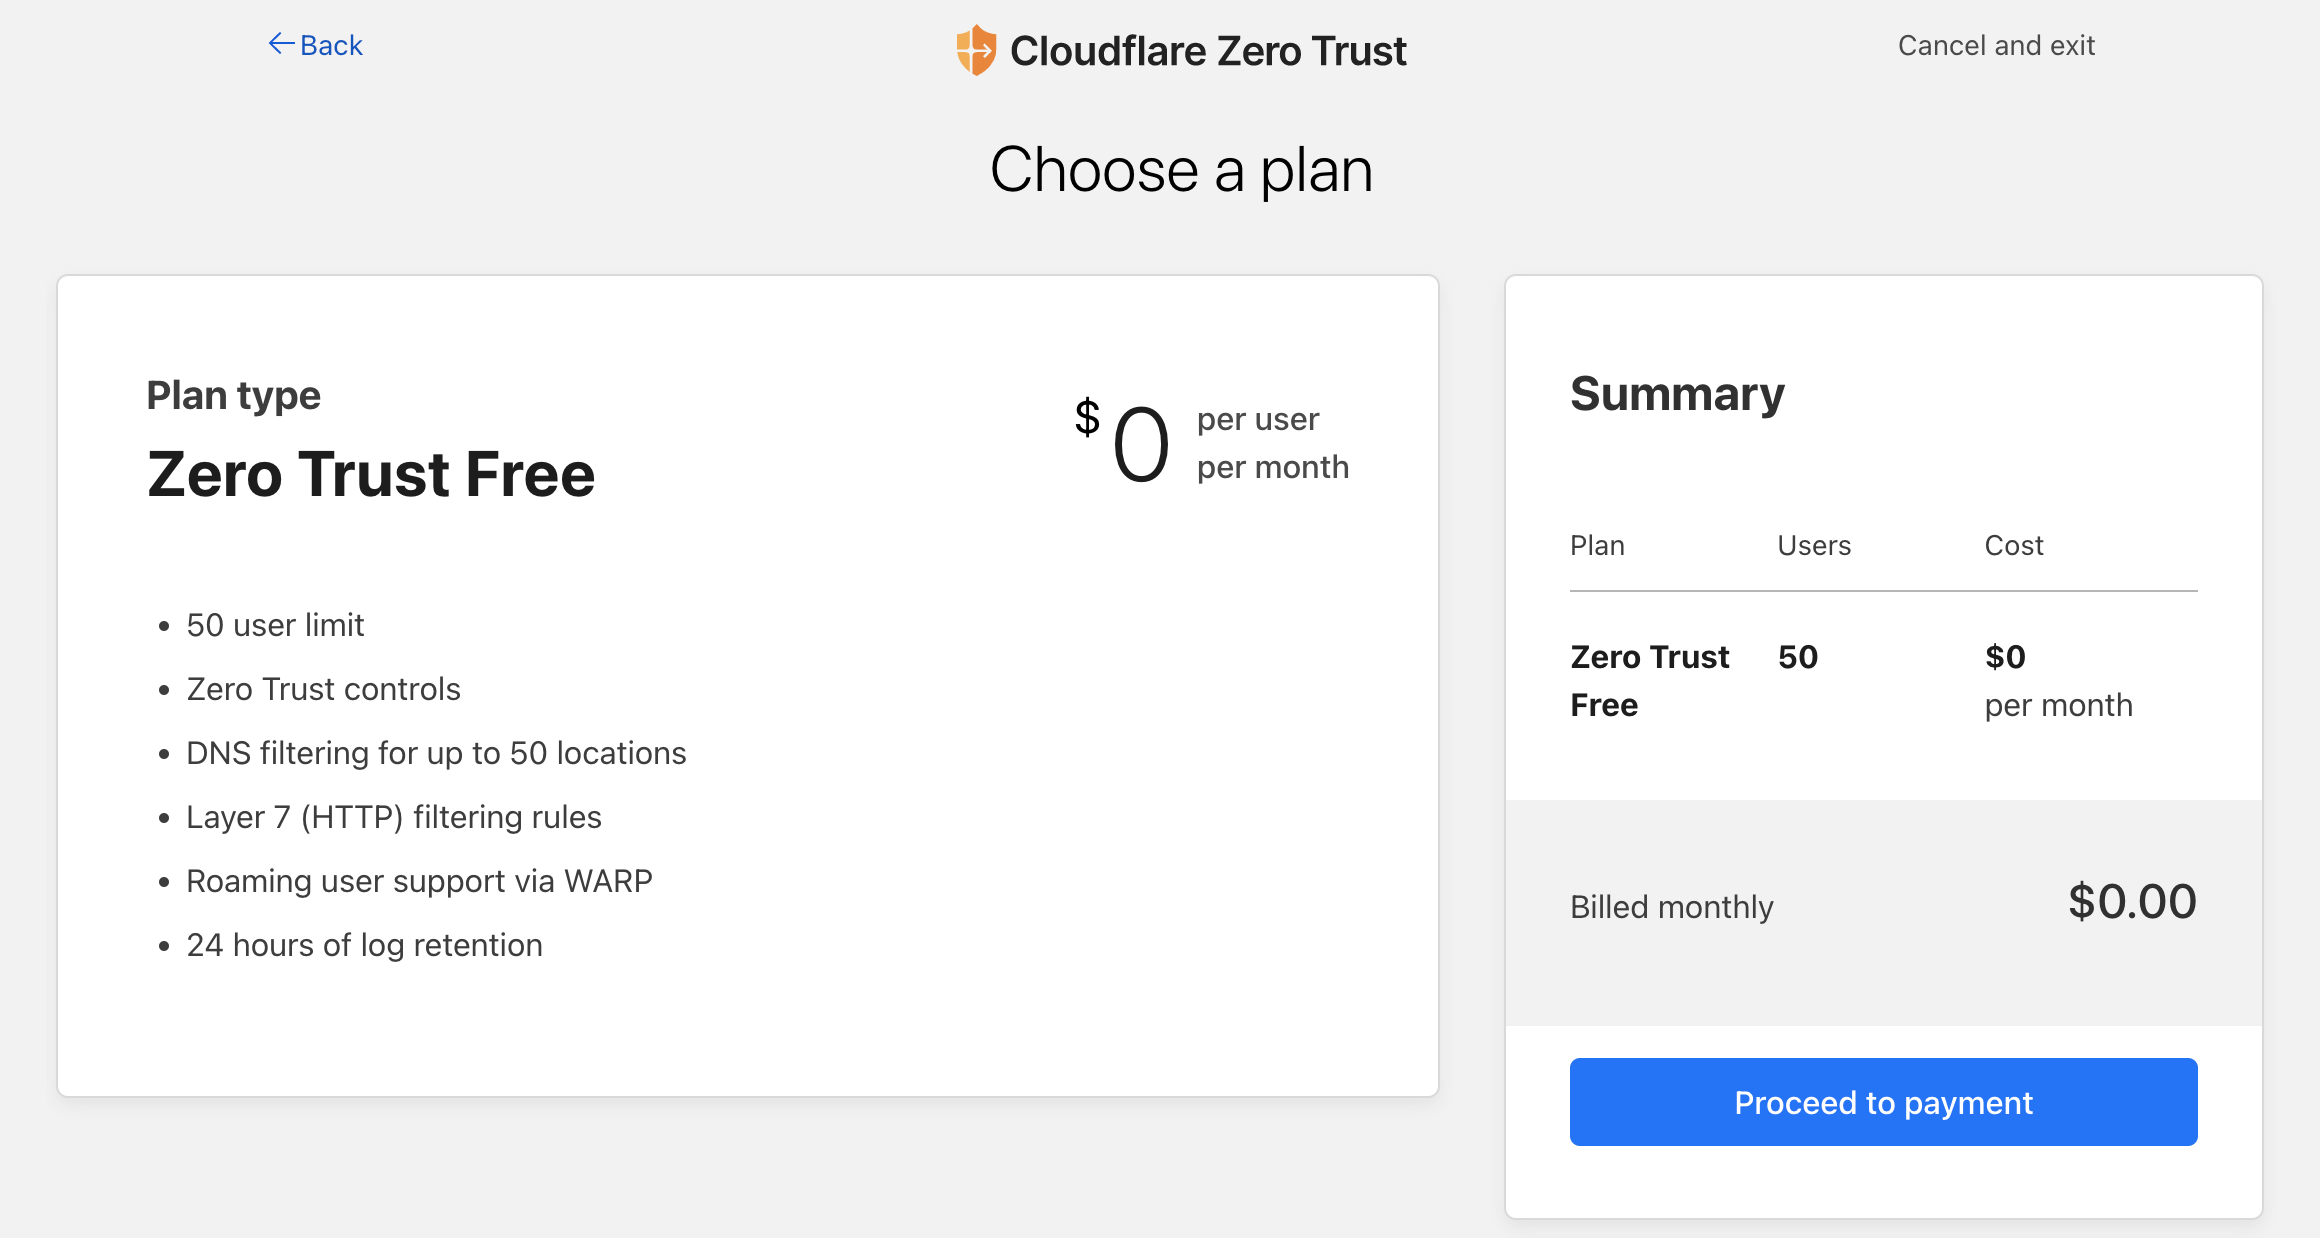 Back
Cloudflare Zero Trust
Cancel and exit
Choose a plan
Plan type
Zero Trust Free
$0 per user
per month
• 50 user limit
• Zero Trust controls
• DNS filtering for up to 50 locations
• Layer 7 (HTTP) filtering rules
• Roaming user support via WARP
• 24 hours of log retention
Summary
Plan Users Cost
Zero Trust 50 $0
Free per month
Billed monthly $0.00
Proceed to payment